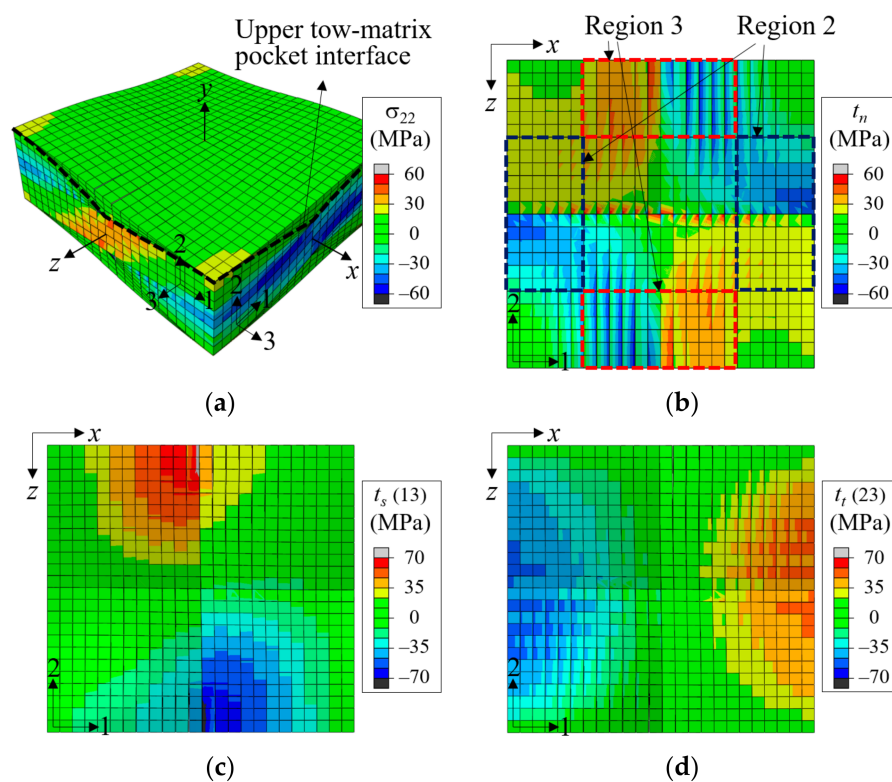 Upper tow-matrix
pocket interface
y
z
x
2
3
1
2
1
3
σ22
(MPa)
60
30
0
–30
–60
(a)
Region 3
Region 2
x
z
2
1
tn
(MPa)
60
30
0
–30
–60
(b)
x
z
2
1
ts (13)
(MPa)
70
35
0
–35
–70
(c)
x
z
2
1
tt (23)
(MPa)
70
35
0
–35
–70
(d)